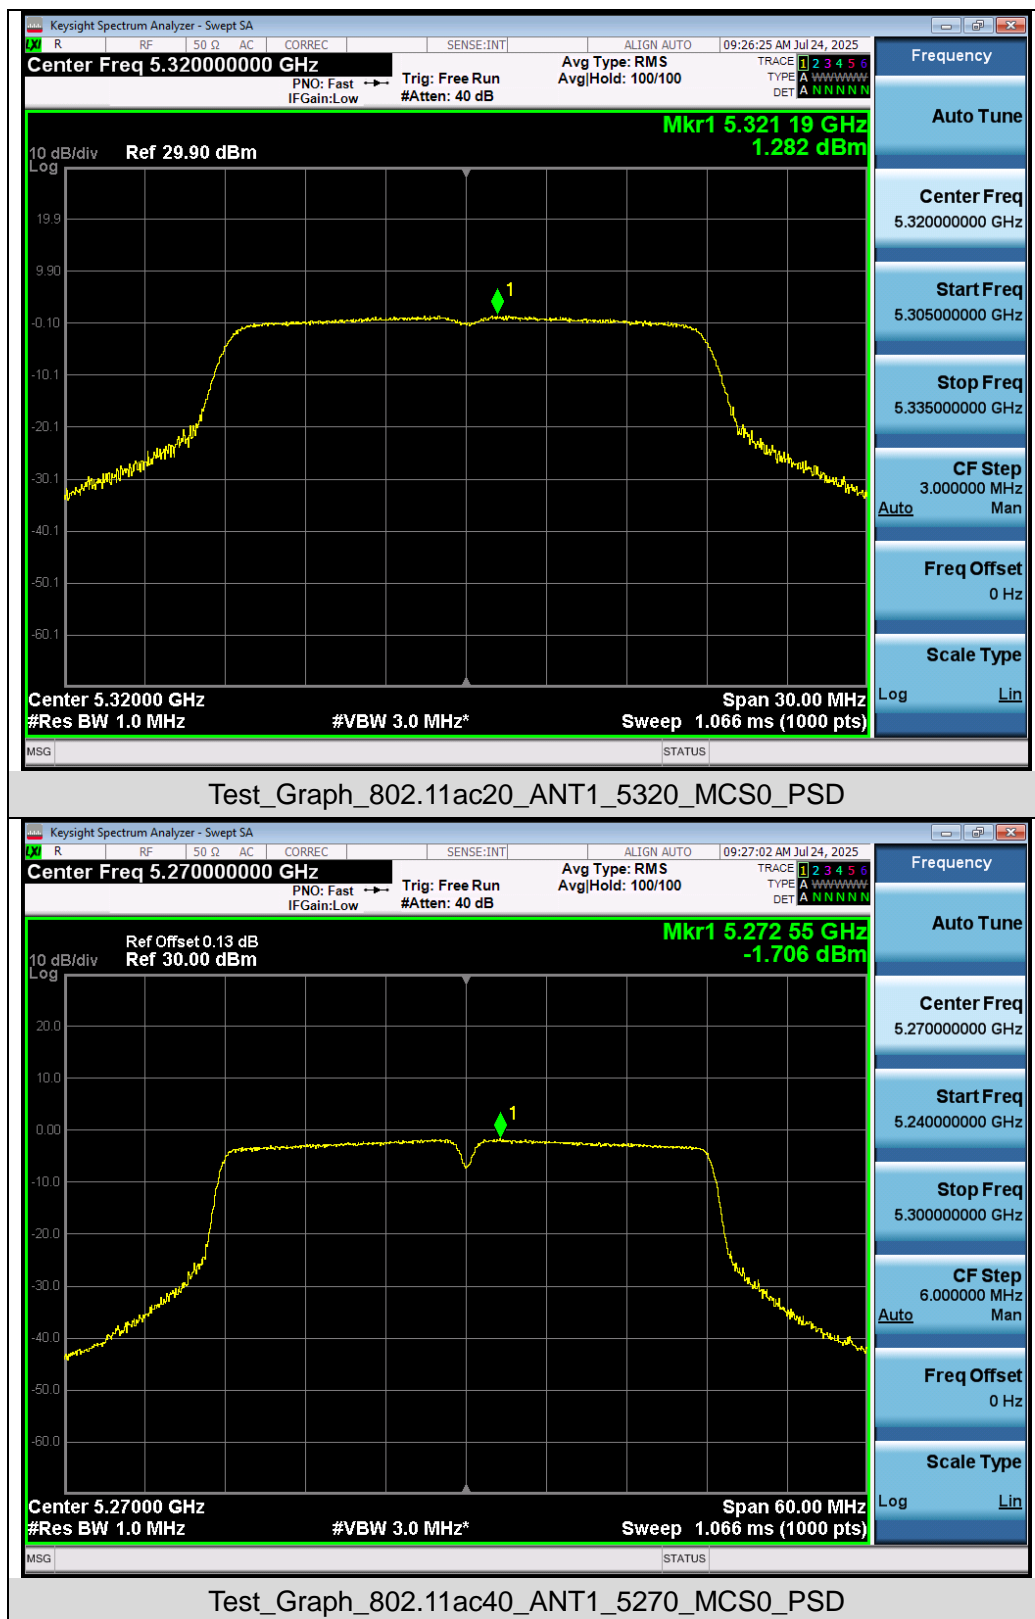 Keysight Spectrum Analyzer - Swept SA
LXI R RF 50 Ω AC CORREC SENSE:INT ALIGN AUTO 09:26:25 AM Jul 24, 2025
Center Freq 5.320000000 GHz
PNO: Fast
IFGain:Low
Trig: Free Run
#Atten: 40 dB
Avg Type: RMS
Avg|Hold: 100/100
TRACE 1 2 3 4 5 6
TYPE A WWWWW
DET A N N N N N
Mkr1 5.321 19 GHz
1.282 dBm
10 dB/div Ref 29.90 dBm
Log
19.9
9.90
-0.10
-10.1
-20.1
-30.1
-40.1
-50.1
-60.1
1
Center 5.32000 GHz Span 30.00 MHz
#Res BW 1.0 MHz #VBW 3.0 MHz* Sweep 1.066 ms (1000 pts)
MSG STATUS
Frequency
Auto Tune
Center Freq
5.320000000 GHz
Start Freq
5.305000000 GHz
Stop Freq
5.335000000 GHz
CF Step
3.000000 MHz
Auto Man
Freq Offset
0 Hz
Scale Type
Log Lin
Test_Graph_802.11ac20_ANT1_5320_MCS0_PSD
Keysight Spectrum Analyzer - Swept SA
LXI R RF 50 Ω AC CORREC SENSE:INT ALIGN AUTO 09:27:02 AM Jul 24, 2025
Center Freq 5.270000000 GHz
PNO: Fast
IFGain:Low
Trig: Free Run
#Atten: 40 dB
Avg Type: RMS
Avg|Hold: 100/100
TRACE 1 2 3 4 5 6
TYPE A WWWWW
DET A N N N N N
Mkr1 5.272 55 GHz
-1.706 dBm
Ref Offset 0.13 dB
10 dB/div Ref 30.00 dBm
Log
20.0
10.0
0.00
-10.0
-20.0
-30.0
-40.0
-50.0
-60.0
1
Center 5.27000 GHz Span 60.00 MHz
#Res BW 1.0 MHz #VBW 3.0 MHz* Sweep 1.066 ms (1000 pts)
MSG STATUS
Frequency
Auto Tune
Center Freq
5.270000000 GHz
Start Freq
5.240000000 GHz
Stop Freq
5.300000000 GHz
CF Step
6.000000 MHz
Auto Man
Freq Offset
0 Hz
Scale Type
Log Lin
Test_Graph_802.11ac40_ANT1_5270_MCS0_PSD